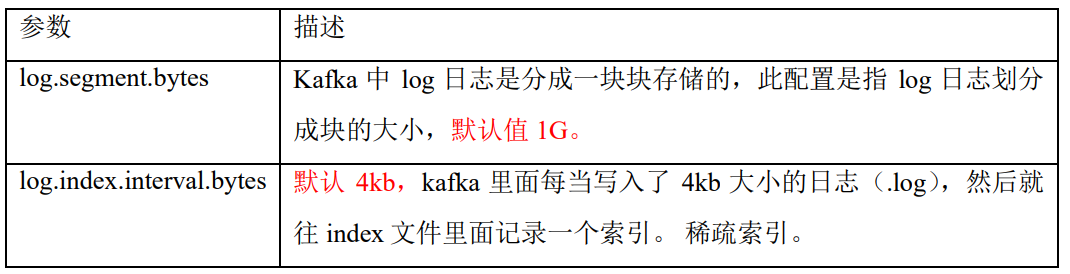 参数 描述
log.segment.bytes Kafka 中 log 日志是分成一块块存储的，此配置是指 log 日志划分
成块的大小，默认值 1G。
log.index.interval.bytes 默认 4kb，kafka 里面每当写入了 4kb 大小的日志（.log），然后就
往 index 文件里面记录一个索引。 稀疏索引。